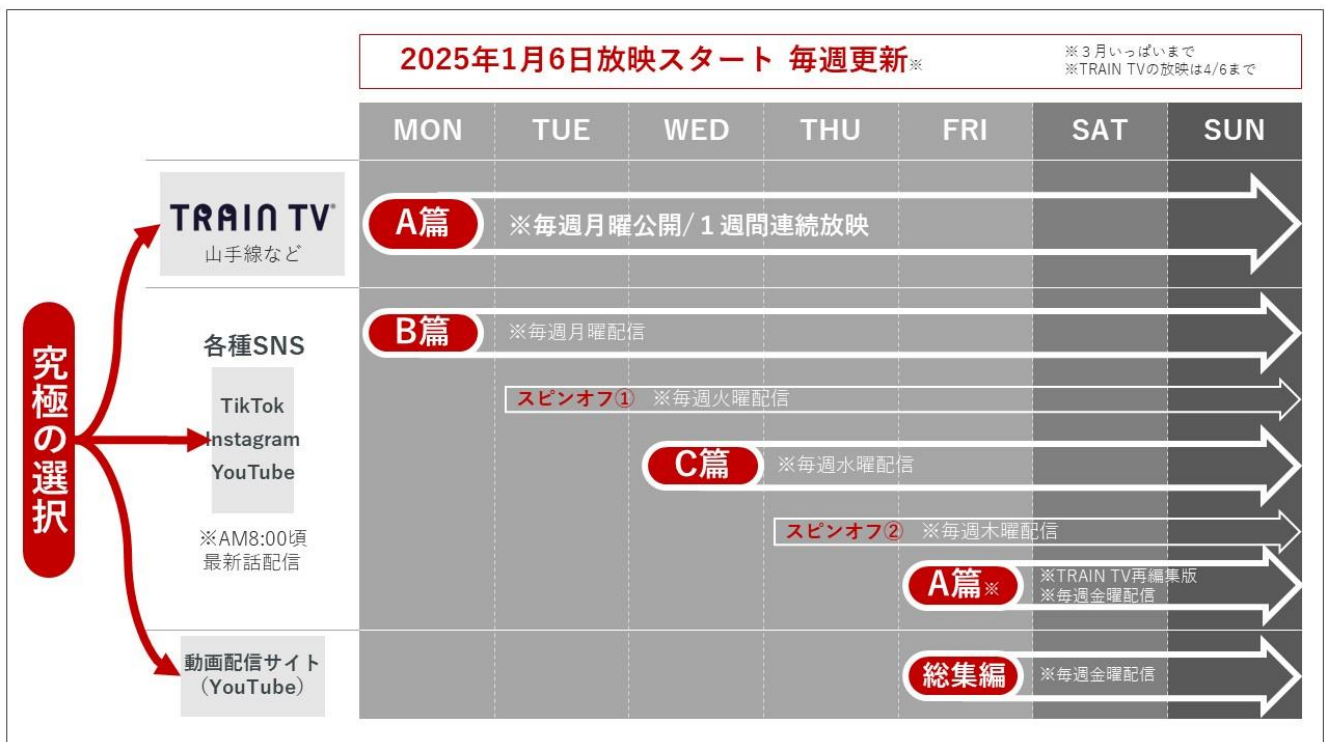 2025年1月6日放映スタート 毎週更新※
※３月いっぱいまで
※TRAIN TVの放映は4/6まで
MON TUE WED THU FRI SAT SUN
究極の選択
TRAIN TV
山手線など
A篇 ※毎週月曜公開/１週間連続放映
各種SNS
TikTok
Instagram
YouTube
※AM8:00頃
最新話配信
B篇 ※毎週月曜配信
スピンオフ① ※毎週火曜配信
C篇 ※毎週水曜配信
スピンオフ② ※毎週木曜配信
A篇※ ※TRAIN TV再編集版
※毎週金曜配信
動画配信サイト
（YouTube）
総集編 ※毎週金曜配信